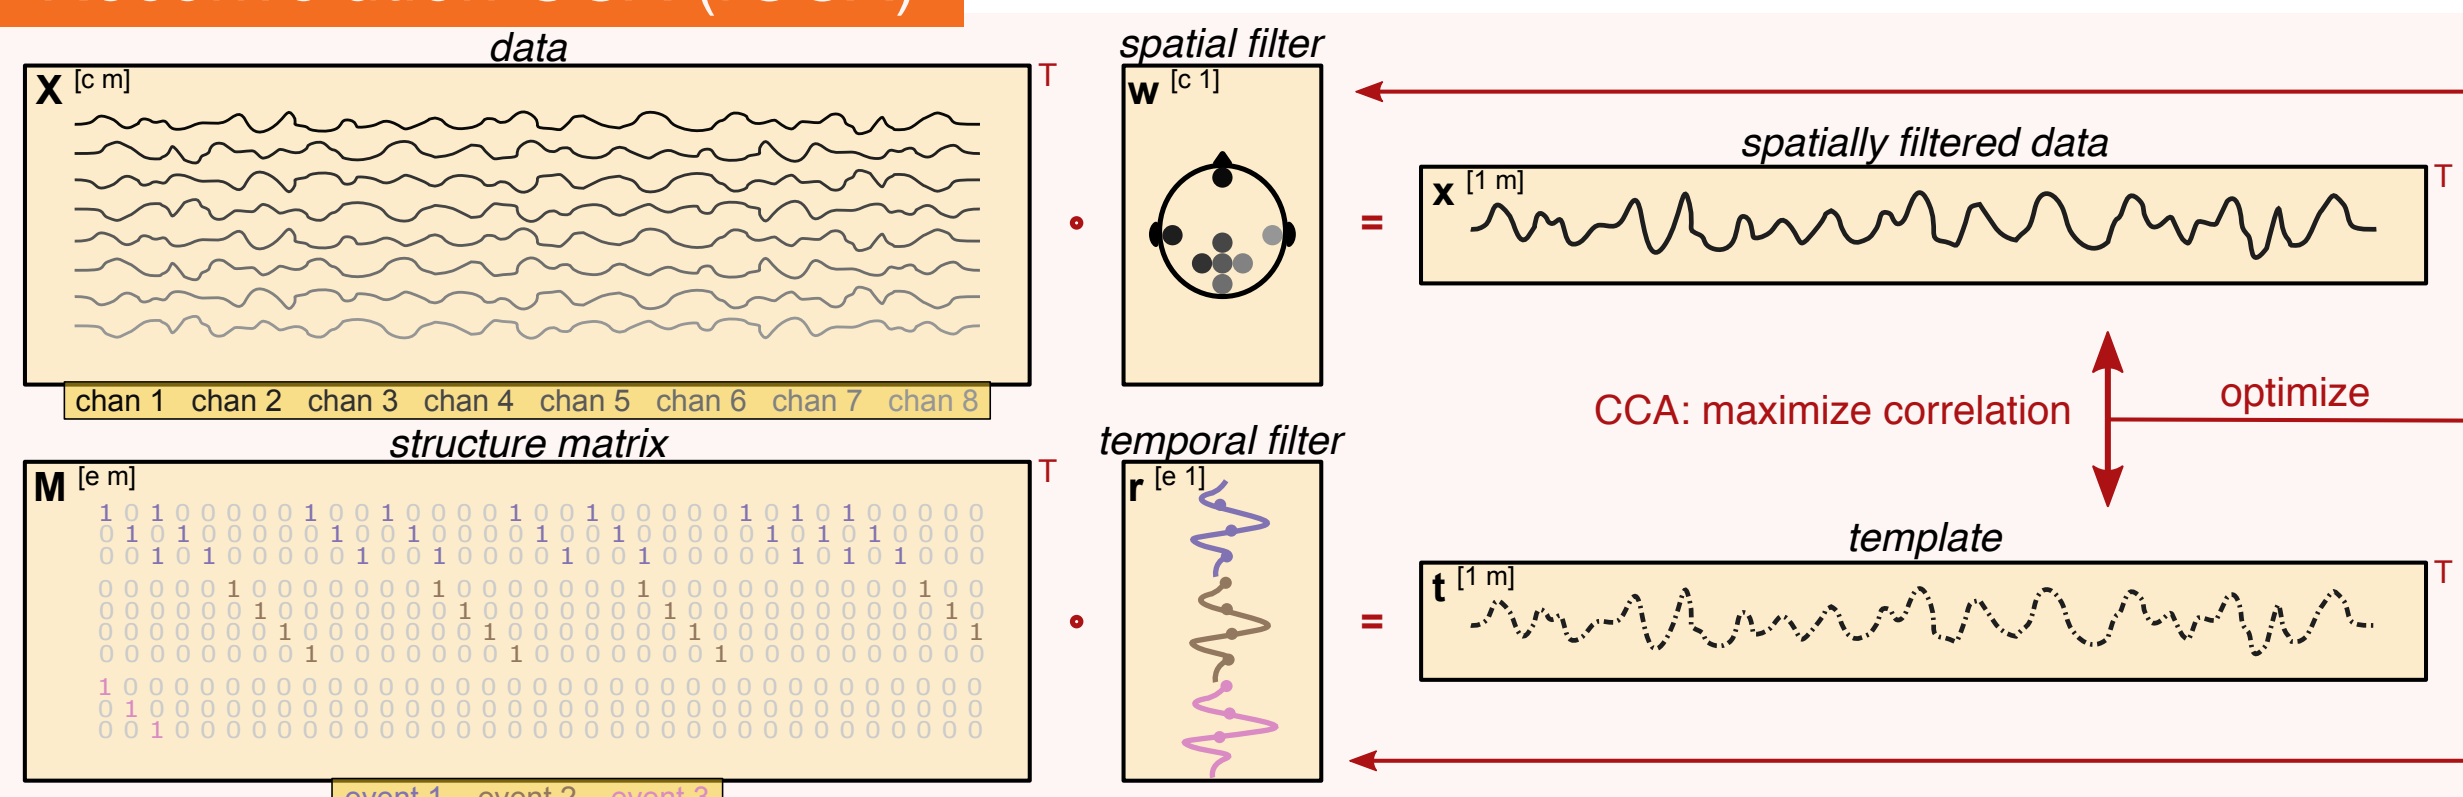 data
X [c m] T
chan 1 chan 2 chan 3 chan 4 chan 5 chan 6 chan 7 chan 8
spatial filter
w [c 1]
=
spatially filtered data
x [1 m] T
CCA: maximize correlation
optimize
structure matrix
M [e m] T
1 0 1 0 0 0 0 0 1 0 0 1 0 0 0 0 1 0 0 1 0 0 0 0 0 1 0 1 0 1 0 0 0 0 0
0 1 0 1 0 0 0 0 0 1 0 0 1 0 0 0 0 1 0 0 1 0 0 0 0 0 1 0 1 0 1 0 0 0 0
0 0 1 0 1 0 0 0 0 0 1 0 0 1 0 0 0 0 1 0 0 1 0 0 0 0 0 1 0 1 0 1 0 0 0
0 0 0 0 0 1 0 0 0 0 0 0 0 1 0 0 0 0 0 0 0 1 0 0 0 0 0 0 0 0 0 0 1 0 0
0 0 0 0 0 0 1 0 0 0 0 0 0 0 1 0 0 0 0 0 0 0 1 0 0 0 0 0 0 0 0 0 0 1 0
0 0 0 0 0 0 0 1 0 0 0 0 0 0 0 1 0 0 0 0 0 0 0 1 0 0 0 0 0 0 0 0 0 0 1
0 0 0 0 0 0 0 0 1 0 0 0 0 0 0 0 1 0 0 0 0 0 0 0 1 0 0 0 0 0 0 0 0 0 0
1 0 0 0 0 0 0 0 0 0 0 0 0 0 0 0 0 0 0 0 0 0 0 0 0 0 0 0 0 0 0 0 0 0 0
0 1 0 0 0 0 0 0 0 0 0 0 0 0 0 0 0 0 0 0 0 0 0 0 0 0 0 0 0 0 0 0 0 0 0
0 0 1 0 0 0 0 0 0 0 0 0 0 0 0 0 0 0 0 0 0 0 0 0 0 0 0 0 0 0 0 0 0 0 0
event 1 event 2 event 3
temporal filter
r [e 1]
=
template
t [1 m] T